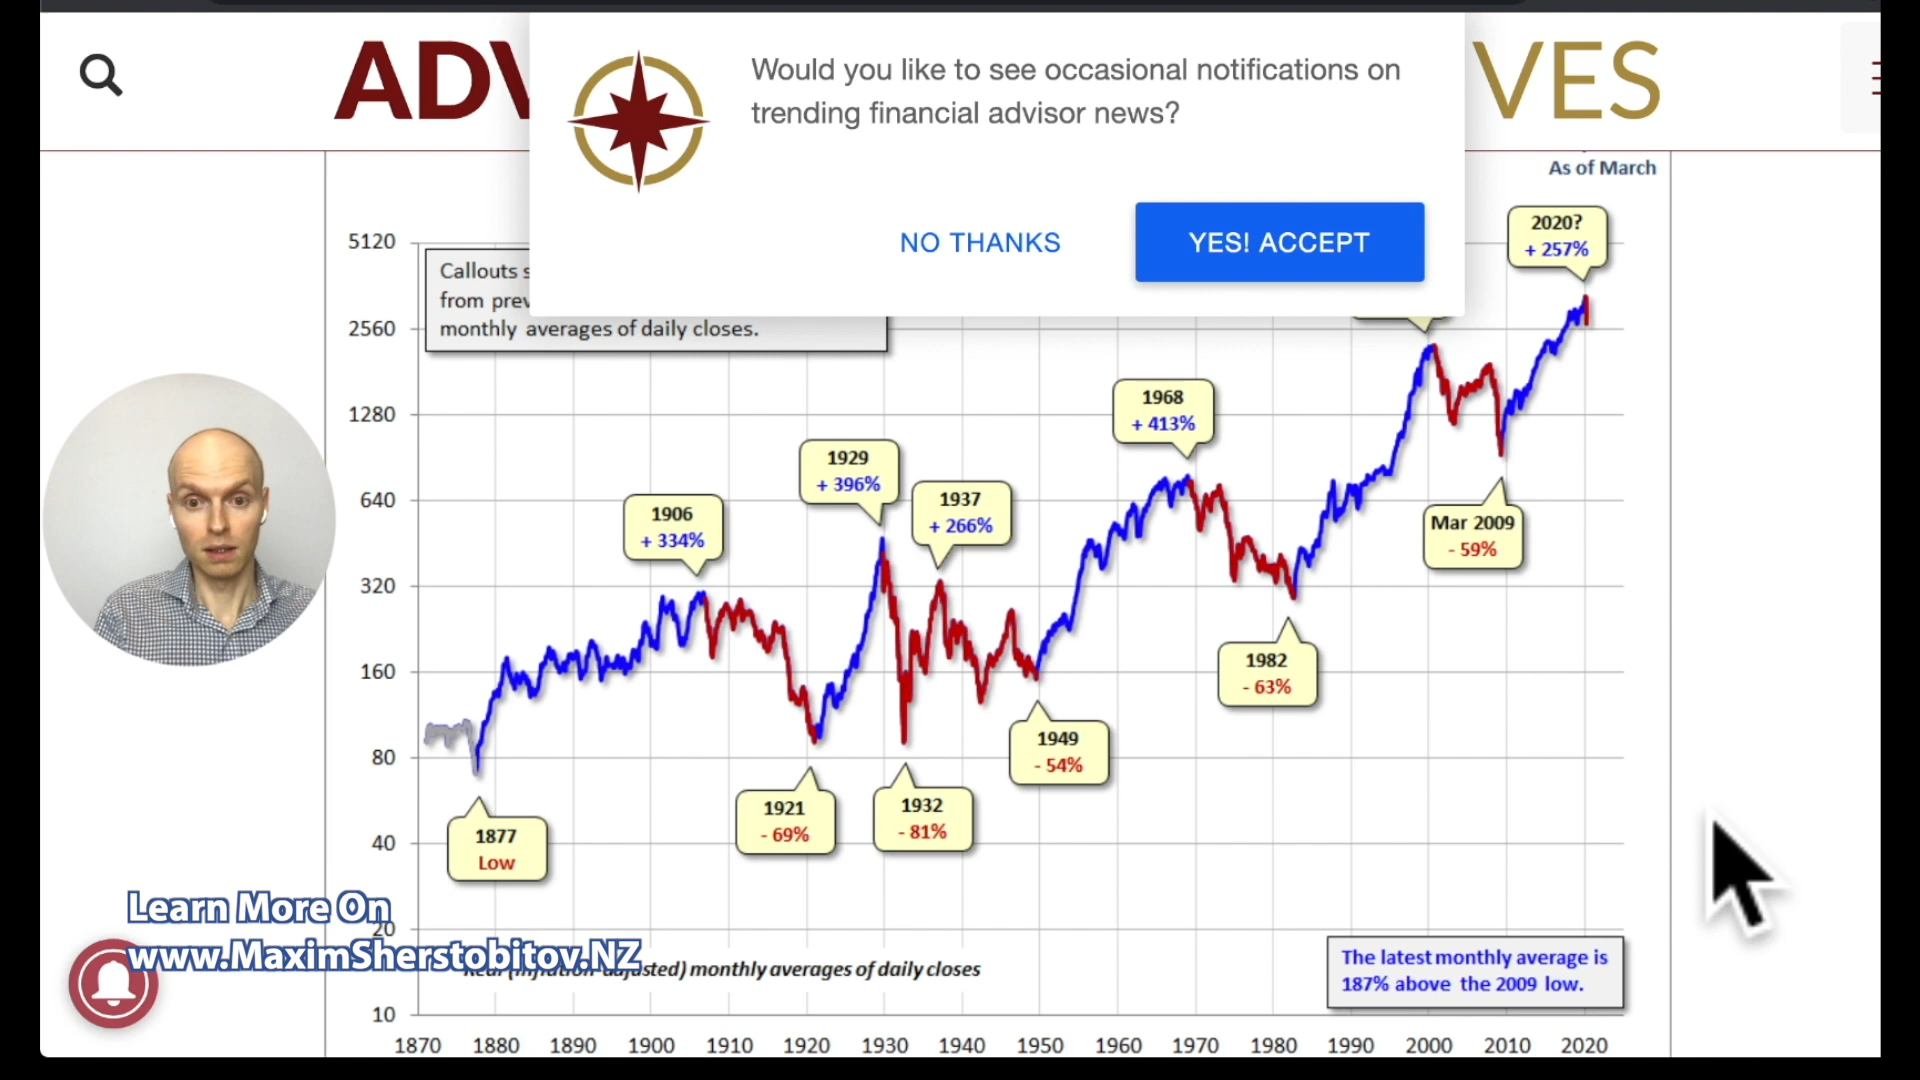 ADV
VES
Would you like to see occasional notifications on
trending financial advisor news?
NO THANKS
YES! ACCEPT
As of March
2020?
+ 257%
5120
Callouts
from
monthly averages of daily closes.
2560
1280
640
320
160
80
40
20
10
1968
+ 413%
1929
+ 396%
1937
+ 266%
1906
+ 334%
Mar 2009
- 59%
1982
- 63%
1949
- 54%
1921
- 69%
1932
- 81%
1877
Low
Learn More On
www.MaximSherstobitov.NZ
monthly averages of daily closes
The latest monthly average is
187% above the 2009 low.
1870 1880 1890 1900 1910 1920 1930 1940 1950 1960 1970 1980 1990 2000 2010 2020